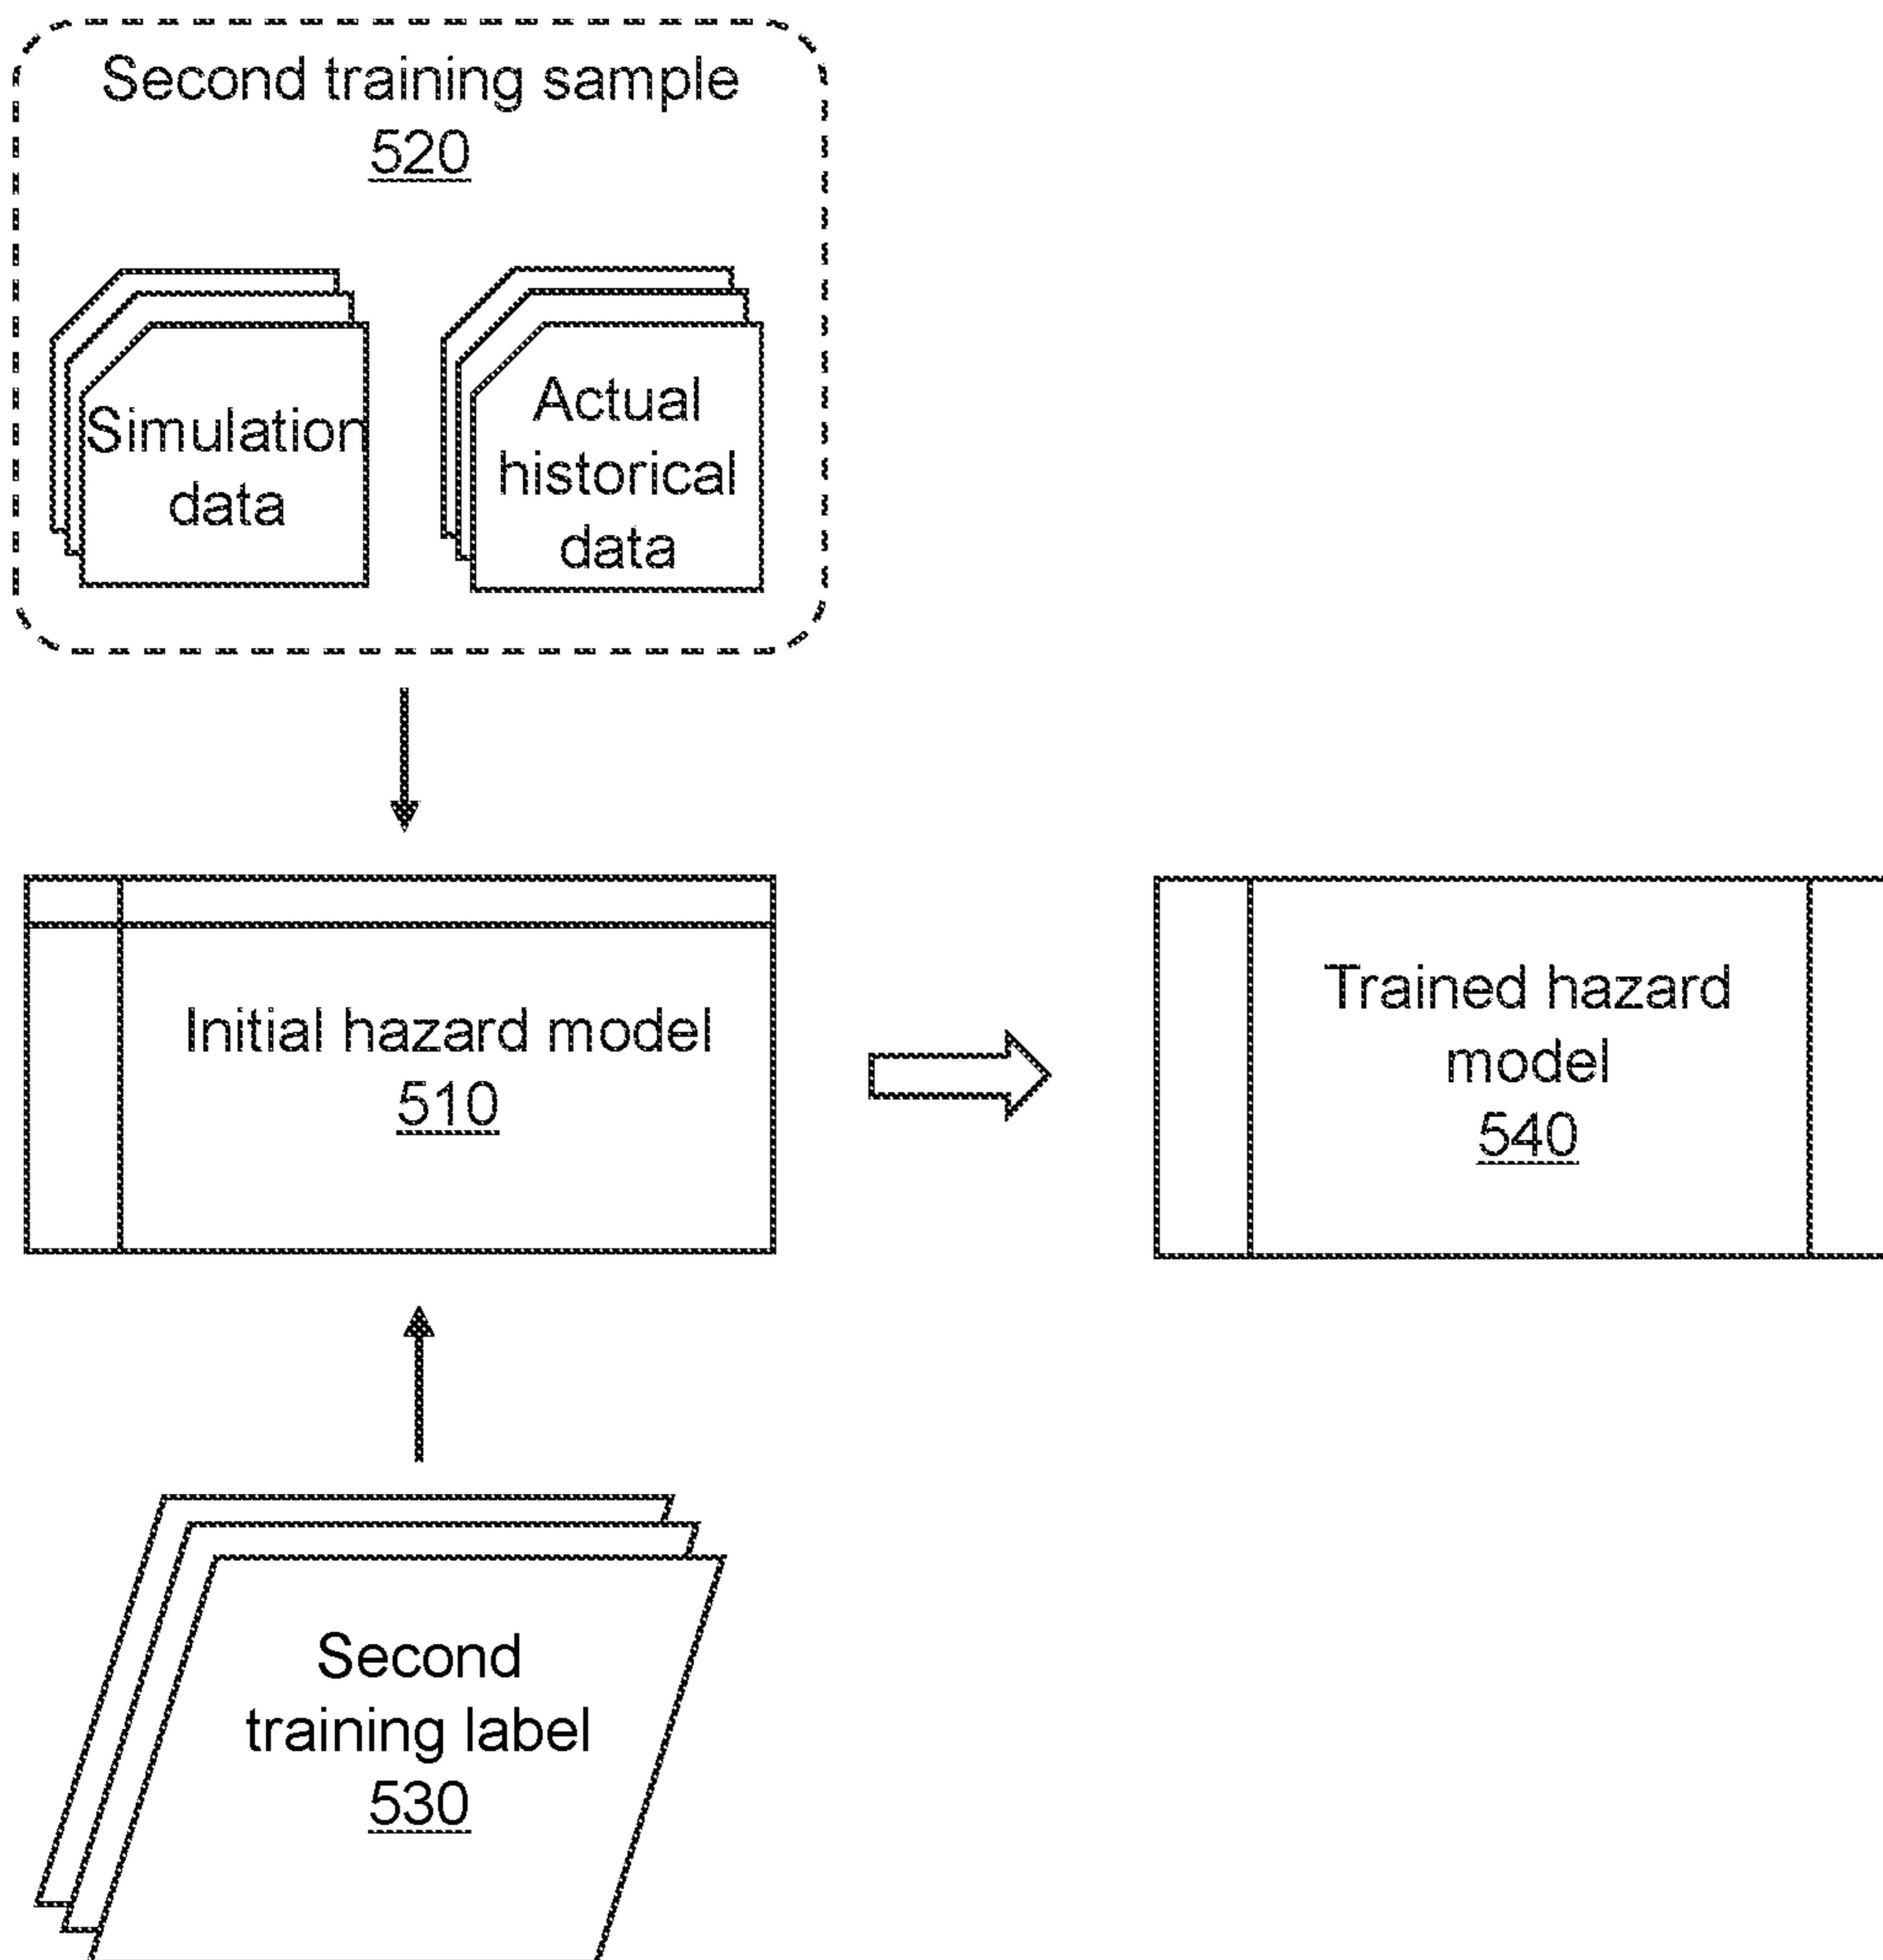 Second training sample
520
Simulation
data
Actual
historical
data
Initial hazard model
510
Trained hazard
model
540
Second
training label
530